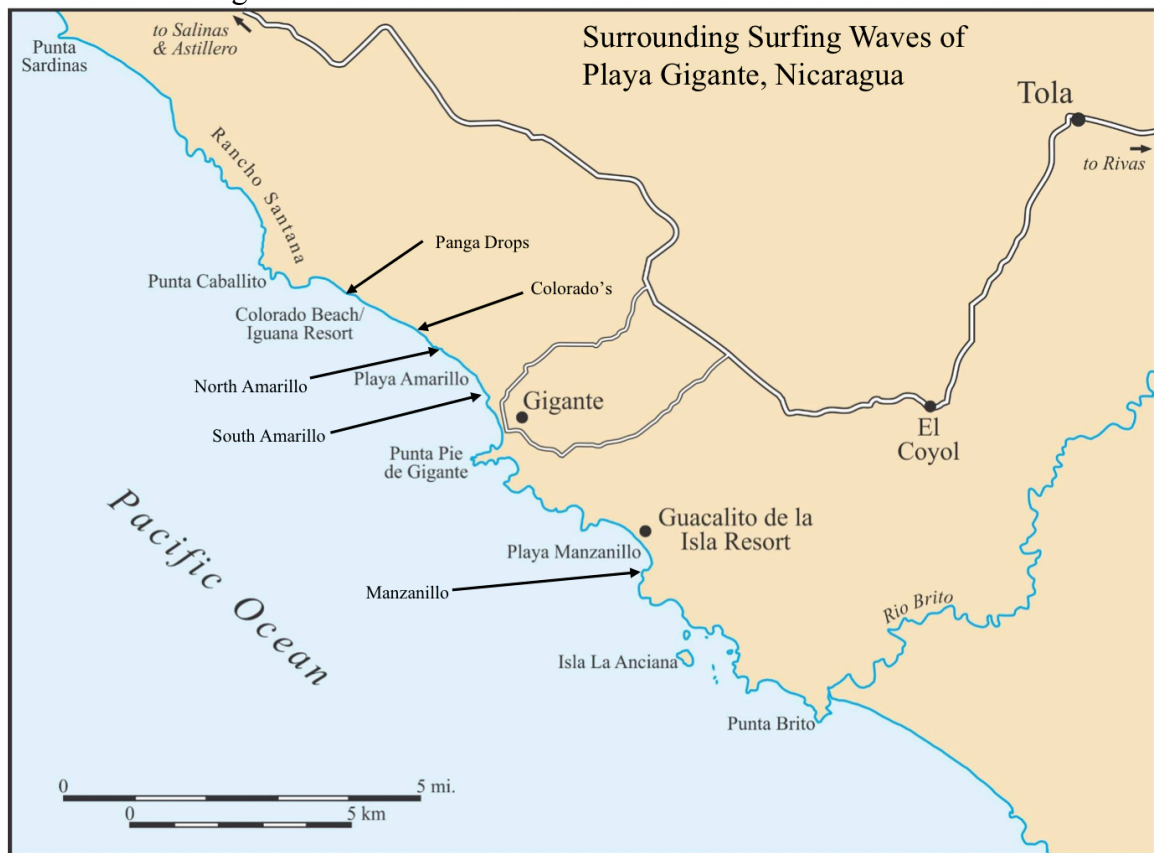 to Salinas
& Astillero
Surrounding Surfing Waves of
Playa Gigante, Nicaragua
Punta
Sardinas
Tola
to Rivas
Rancho Santana
Panga Drops
Punta Caballito
Colorado's
Colorado Beach/
Iguana Resort
North Amarillo
Playa Amarillo
Gigante
South Amarillo
El
Coyol
Punta Pie
de Gigante
Pacific Ocean
Guacalito de la
Isla Resort
Playa Manzanillo
Manzanillo
Rio Brito
Isla La Anciana
Punta Brito
0
5 mi.
0
5 km